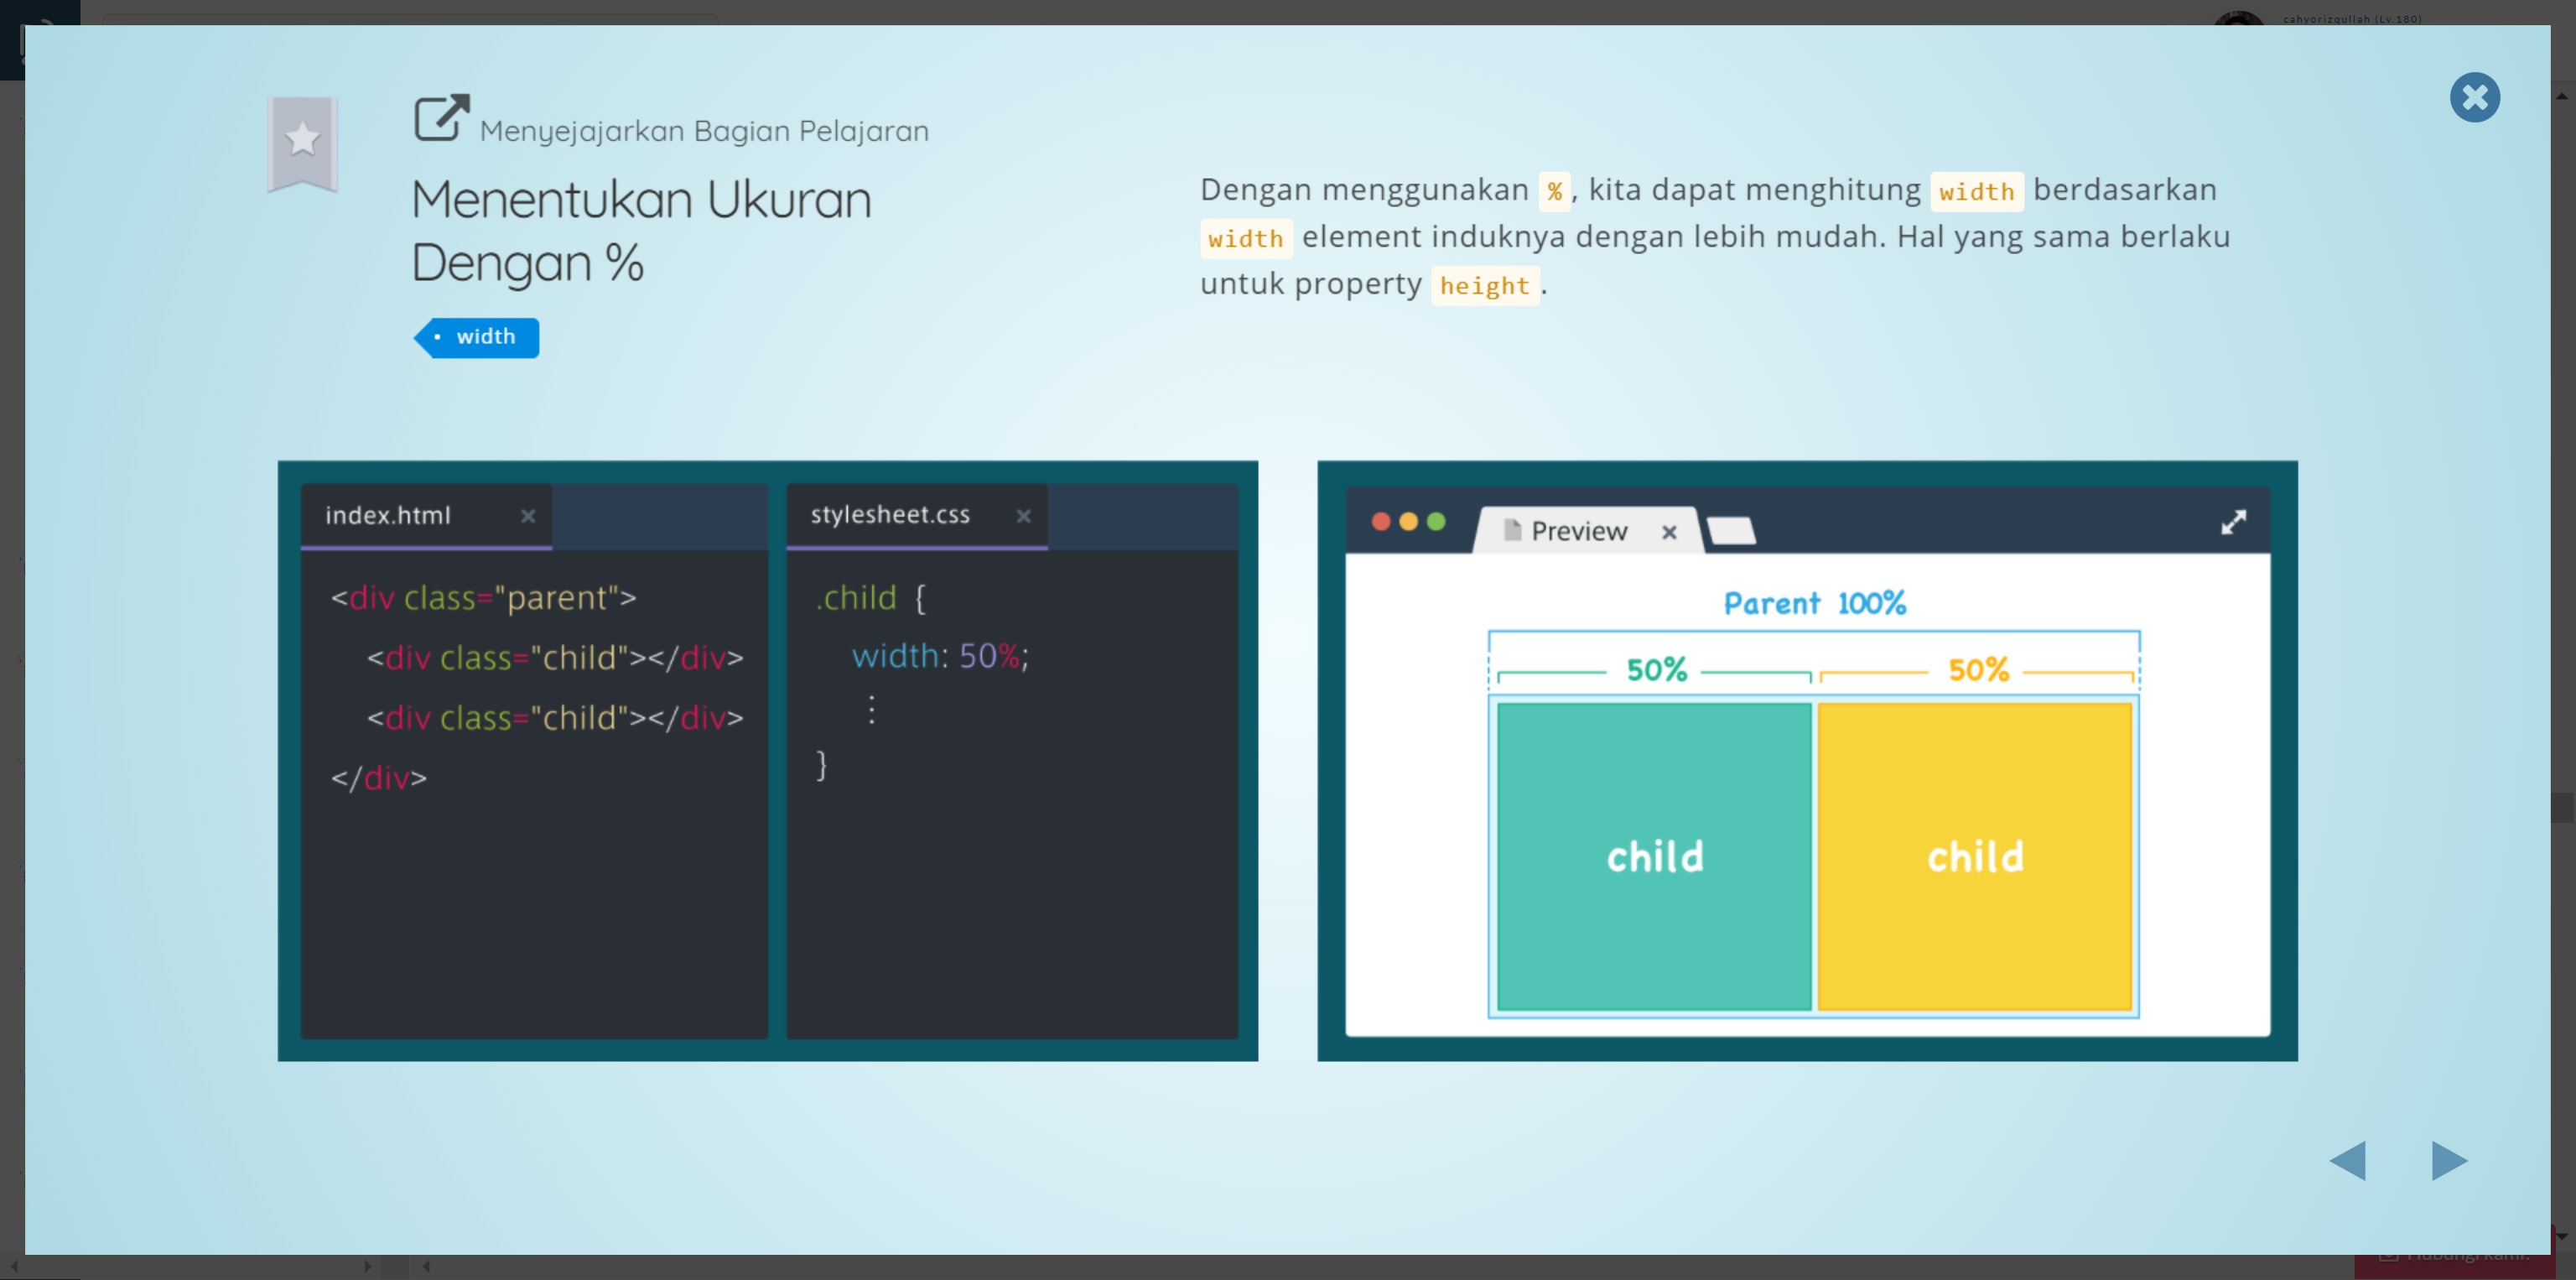 cahyorizqullah (Lv.180)
Menyejajarkan Bagian Pelajaran
Menentukan Ukuran
Dengan %
• width
Dengan menggunakan %, kita dapat menghitung width berdasarkan
width element induknya dengan lebih mudah. Hal yang sama berlaku
untuk property height.
index.html
<div class="parent">
<div class="child"></div>
<div class="child"></div>
</div>
stylesheet.css
.child {
width: 50%;
⋮
}
Preview
Parent 100%
50% 50%
child child
Hubungi kami.